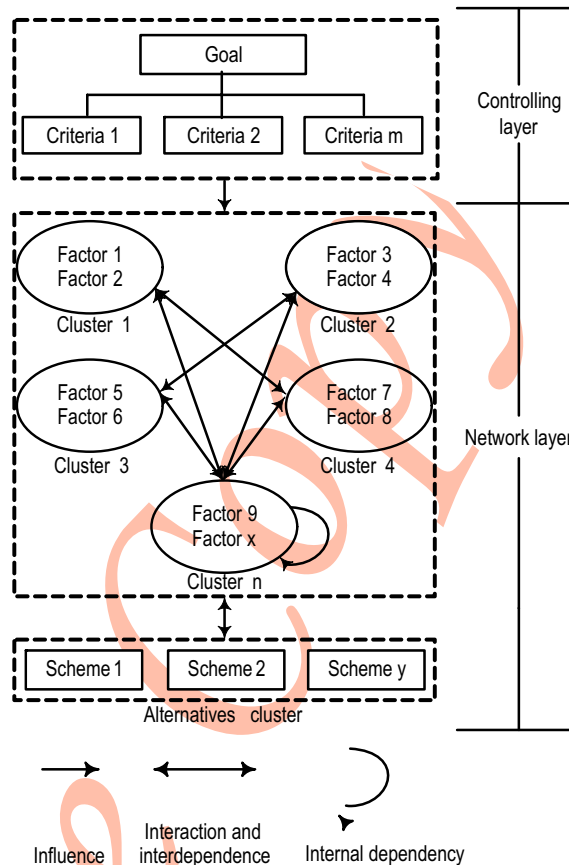 Goal
Criteria 1
Criteria 2
Criteria m
Controlling
layer
Factor 1
Factor 2
Cluster 1
Factor 3
Factor 4
Cluster 2
Factor 5
Factor 6
Cluster 3
Factor 7
Factor 8
Cluster 4
Network layer
Factor 9
Factor x
Cluster n
Scheme 1
Scheme 2
Scheme y
Alternatives cluster
Influence
Interaction and
interdependence
Internal dependency
Copy